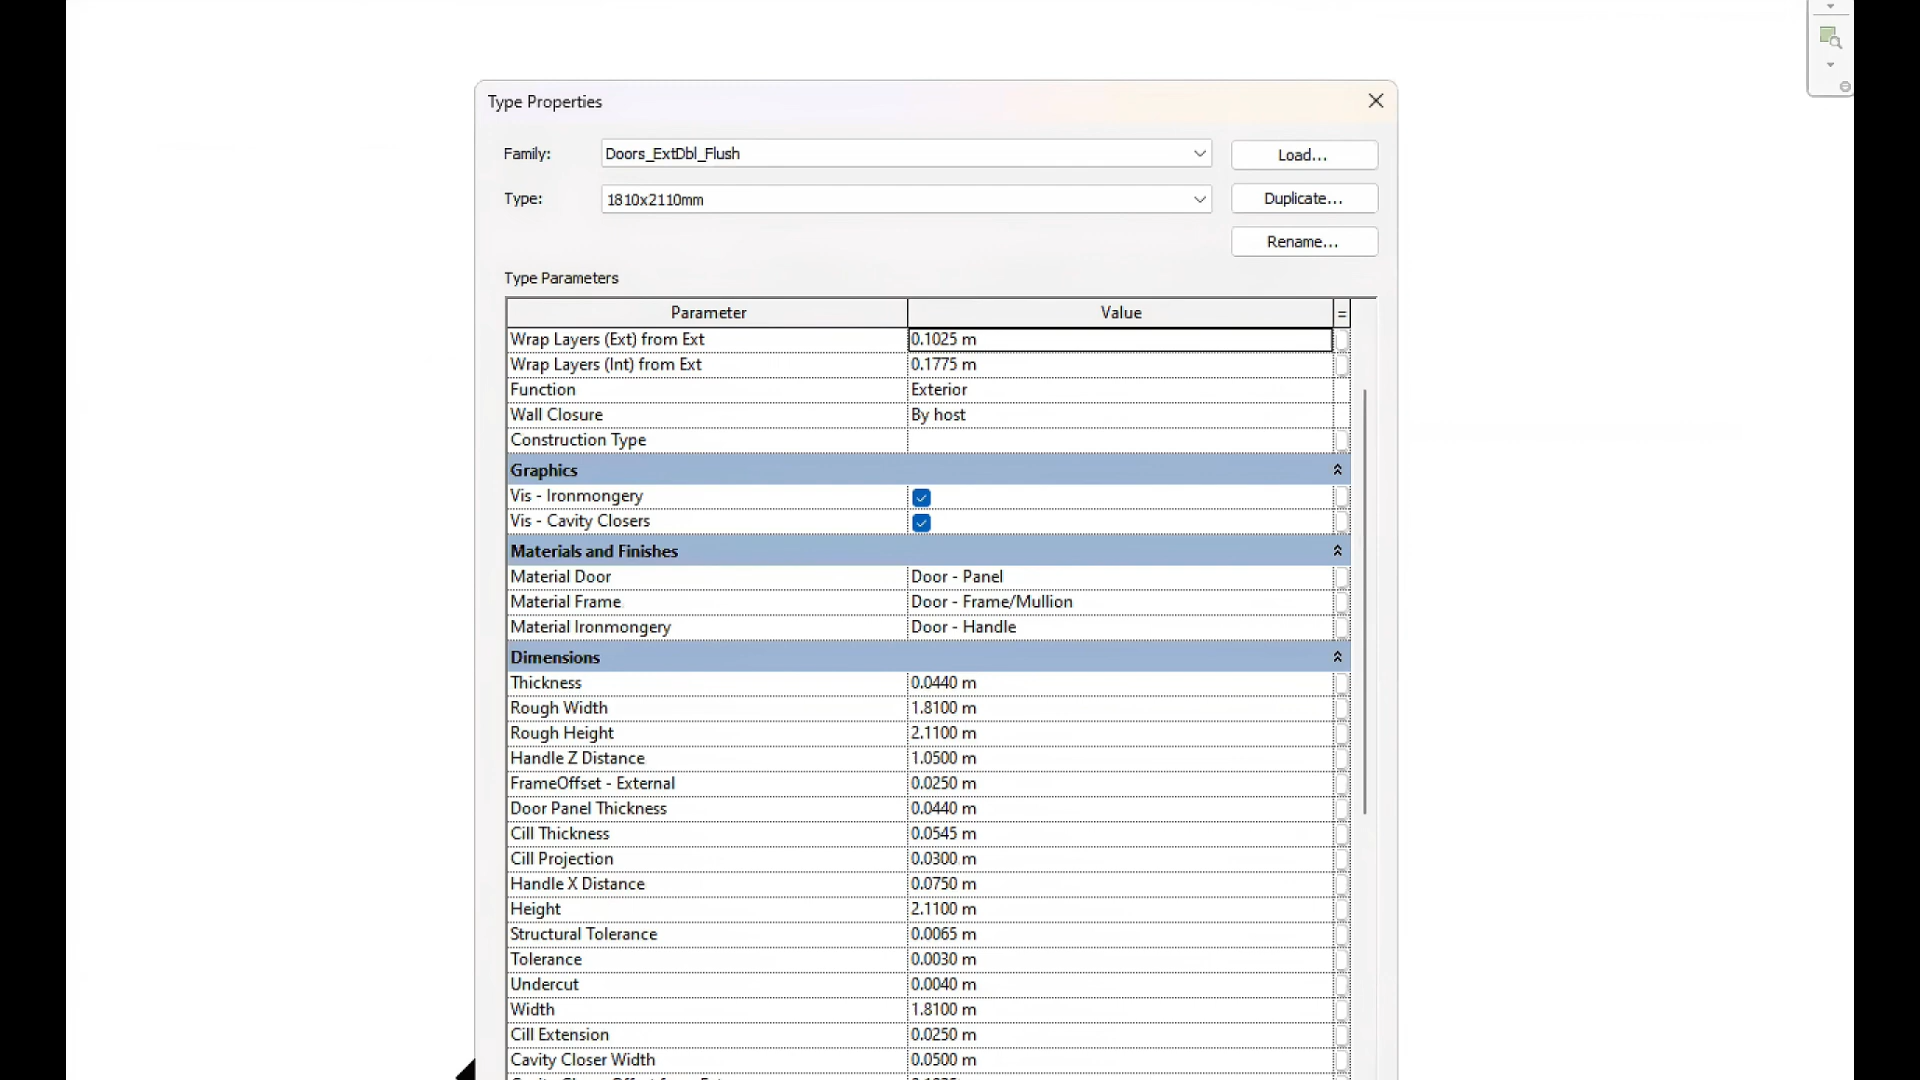 Type Properties
Family: Doors_ExtDbl_Flush Load...
Type: 1810x2110mm Duplicate...
Rename...
Type Parameters
Parameter Value =
Wrap Layers (Ext) from Ext 0.1025 m
Wrap Layers (Int) from Ext 0.1775 m
Function Exterior
Wall Closure By host
Construction Type
Graphics
Vis - Ironmongery
Vis - Cavity Closers
Materials and Finishes
Material Door Door - Panel
Material Frame Door - Frame/Mullion
Material Ironmongery Door - Handle
Dimensions
Thickness 0.0440 m
Rough Width 1.8100 m
Rough Height 2.1100 m
Handle Z Distance 1.0500 m
FrameOffset - External 0.0250 m
Door Panel Thickness 0.0440 m
Cill Thickness 0.0545 m
Cill Projection 0.0300 m
Handle X Distance 0.0750 m
Height 2.1100 m
Structural Tolerance 0.0065 m
Tolerance 0.0030 m
Undercut 0.0040 m
Width 1.8100 m
Cill Extension 0.0250 m
Cavity Closer Width 0.0500 m